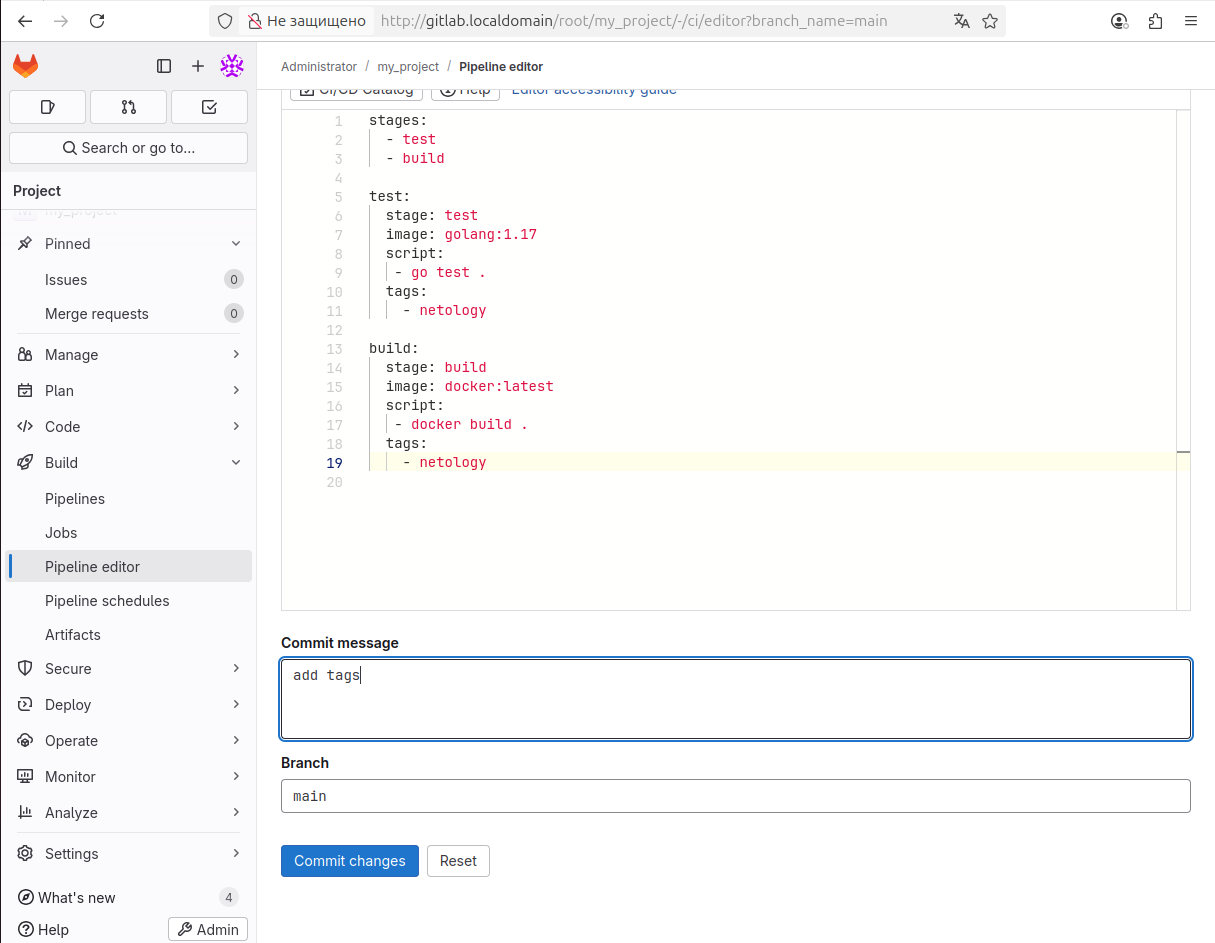 Не защищено http://gitlab.localdomain/root/my_project/-/ci/editor?branch_name=main
Administrator / my_project / Pipeline editor
CI/CD Catalog Help Editor accessibility guide
Search or go to...
Project
my_project
Pinned
Issues 0
Merge requests 0
Manage
Plan
Code
Build
Pipelines
Jobs
Pipeline editor
Pipeline schedules
Artifacts
Secure
Deploy
Operate
Monitor
Analyze
Settings
What's new 4
Help Admin
1 stages:
2 - test
3 - build
4
5 test:
6 stage: test
7 image: golang:1.17
8 script:
9 - go test .
10 tags:
11 - netology
12
13 build:
14 stage: build
15 image: docker:latest
16 script:
17 - docker build .
18 tags:
19 - netology
20
Commit message
add tags
Branch
main
Commit changes Reset